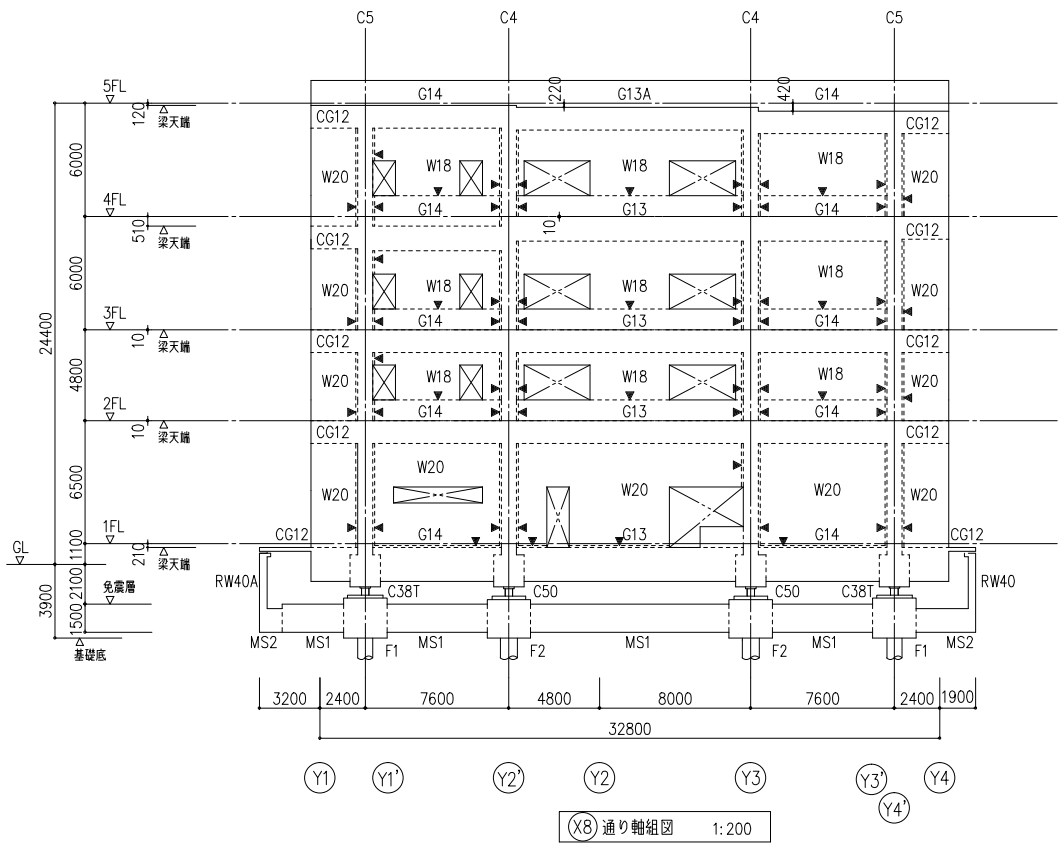 C5 C4 C4 C5
5FL
120
梁天端
G14 220 G13A 420 G14
CG12 CG12
6000
W20 W18 W18 W18 W20
4FL
510
梁天端
G14 10 G13 G14
CG12 CG12
6000
W20 W18 W18 W18 W20
3FL
10
梁天端
G14 G13 G14
CG12 CG12
24400
4800
W20 W18 W18 W18 W20
2FL
10
梁天端
G14 G13 G14
CG12 CG12
6500
W20 W20 W20 W20 W20
1FL
210
梁天端
CG12 G14 G13 G14 CG12
GL
1100
3900
2100
免震層
RW40A C38T C50 C50 C38T RW40
1500
基礎底
MS2 MS1 F1 MS1 F2 MS1 F2 MS1 F1 MS2
3200 2400 7600 4800 8000 7600 2400 1900
32800
Y1 Y1' Y2' Y2 Y3 Y3' Y4
Y4'
X8 通り軸組図 1:200